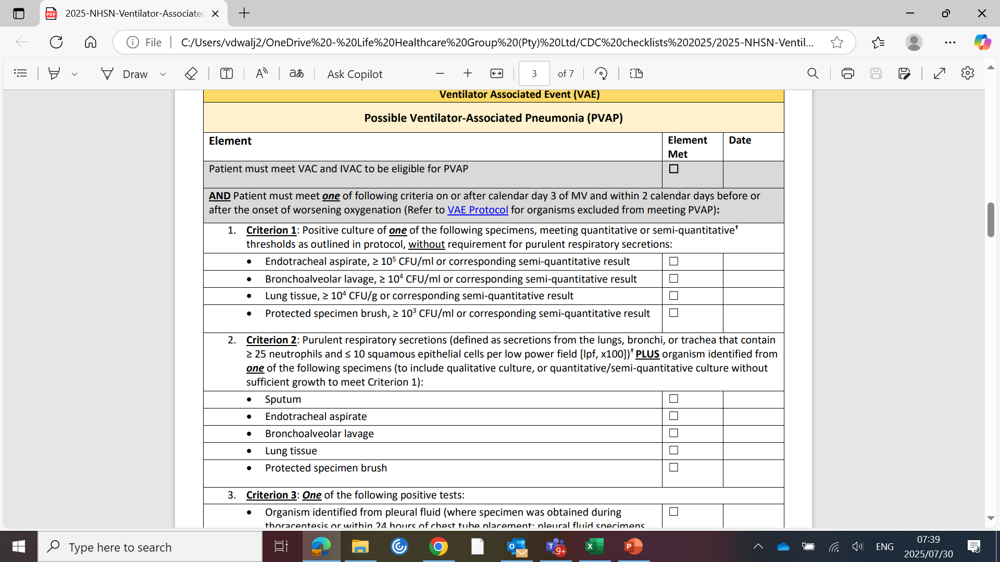 2025-NHSN-Ventilator-Associated
File
C:/Users/vdwalj2/OneDrive%20-%20Life%20Healthcare%20Group%20(Pty)%20Ltd/CDC%20checklists%202025/2025-NHSN-Ventil...
Draw
Ask Copilot
3 of 7
Ventilator Associated Event (VAE)
Possible Ventilator-Associated Pneumonia (PVAP)
Element
Element Met
Date
Patient must meet VAC and IVAC to be eligible for PVAP
AND Patient must meet one of following criteria on or after calendar day 3 of MV and within 2 calendar days before or
after the onset of worsening oxygenation (Refer to VAE Protocol for organisms excluded from meeting PVAP):
1. Criterion 1: Positive culture of one of the following specimens, meeting quantitative or semi-quantitative†
thresholds as outlined in protocol, without requirement for purulent respiratory secretions:
• Endotracheal aspirate, ≥ 10⁵ CFU/ml or corresponding semi-quantitative result
• Bronchoalveolar lavage, ≥ 10⁴ CFU/ml or corresponding semi-quantitative result
• Lung tissue, ≥ 10⁴ CFU/g or corresponding semi-quantitative result
• Protected specimen brush, ≥ 10³ CFU/ml or corresponding semi-quantitative result
2. Criterion 2: Purulent respiratory secretions (defined as secretions from the lungs, bronchi, or trachea that contain
≥ 25 neutrophils and ≤ 10 squamous epithelial cells per low power field [lpf, x100])† PLUS organism identified from
one of the following specimens (to include qualitative culture, or quantitative/semi-quantitative culture without
sufficient growth to meet Criterion 1):
• Sputum
• Endotracheal aspirate
• Bronchoalveolar lavage
• Lung tissue
• Protected specimen brush
3. Criterion 3: One of the following positive tests:
• Organism identified from pleural fluid (where specimen was obtained during
thoracentesis or within 24 hours of chest tube placement; pleural fluid specimens
Type here to search
9+
ENG
07:39
2025/07/30